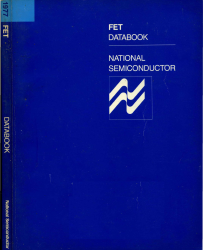 1977
FET
DATABOOK
National Semiconductor
FET
DATABOOK
NATIONAL
SEMICONDUCTOR